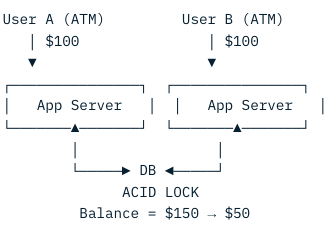 User A (ATM) User B (ATM)
$100 $100
App Server App Server
DB
ACID LOCK
Balance = $150 → $50